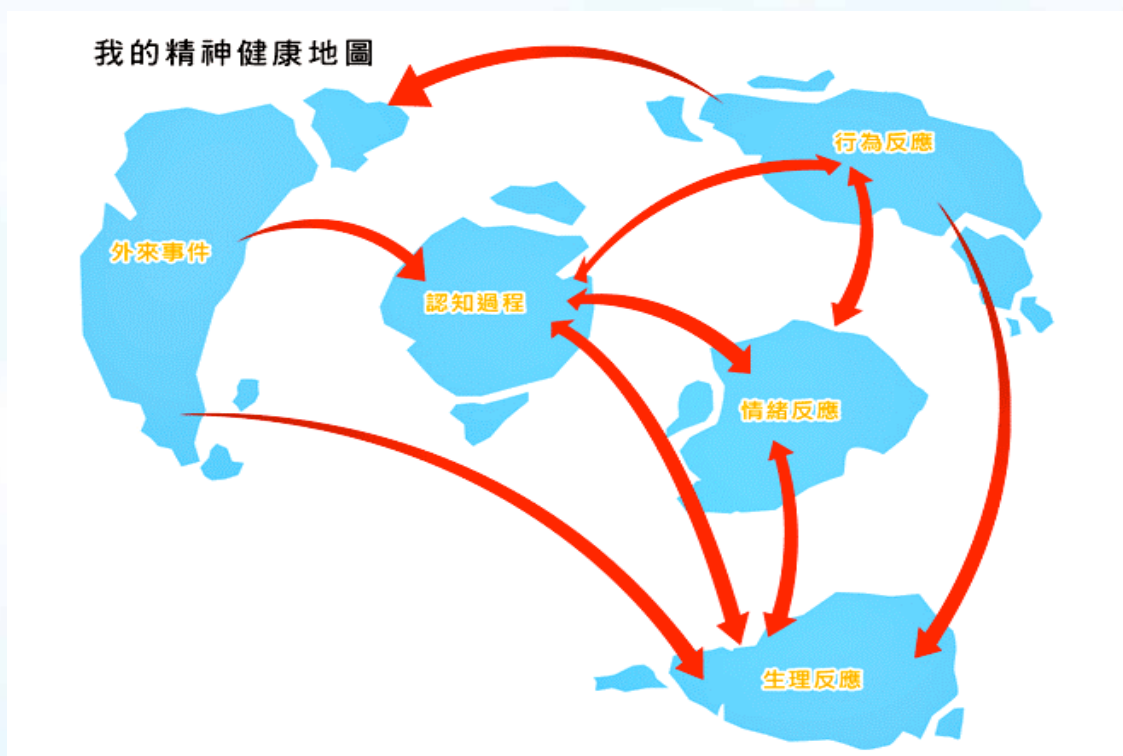 我的精神健康地圖
行為反應
外來事件
認知過程
情緒反應
生理反應